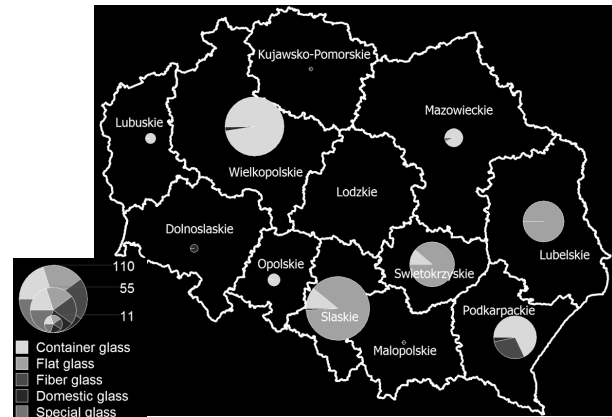 Kujawsko-Pomorskie
Mazowieckie
Lubuskie
Wielkopolskie
Lodzkie
Dolnoslaskie
Lubelskie
Opolskie
Swietokrzyskie
Slaskie
Podkarpackie
Malopolskie
110
55
11
Container glass
Flat glass
Fiber glass
Domestic glass
Special glass